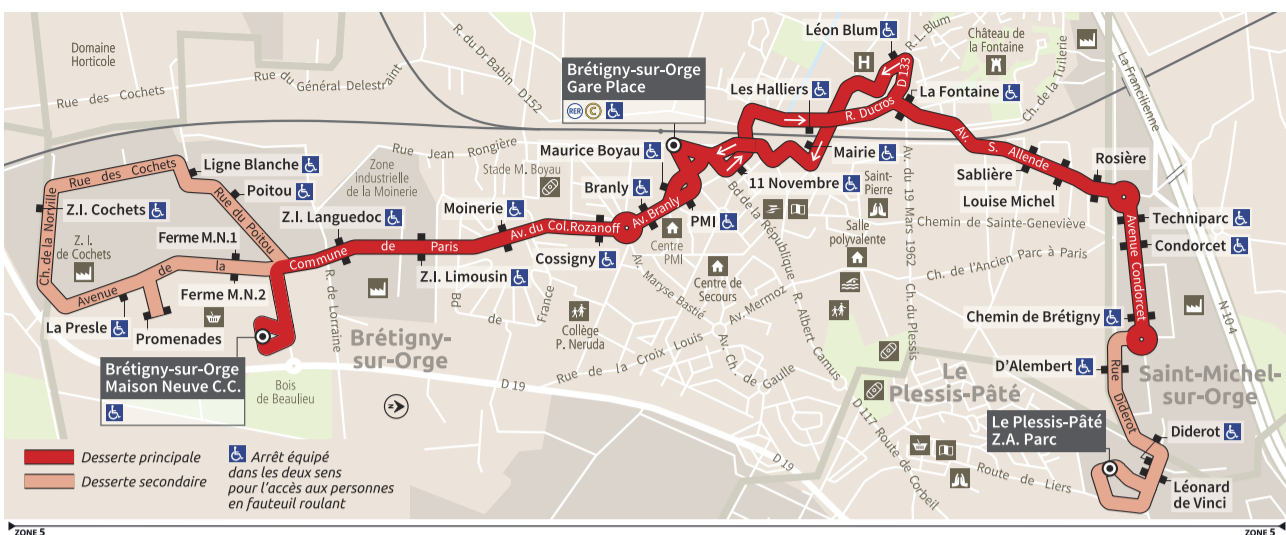 Domaine
Horticole
Rue des Cochets
Rue du Général Delestraint
R. du Dr Babin
D 152
Brétigny-sur-Orge
Gare Place
RER C
Léon Blum
R. L. Blum
H
Château de
la Fontaine
Ch. de la Tuilerie
La Francilienne
Les Halliers
D 133
La Fontaine
R. Ducros
Rue Jean Rongière
Maurice Boyau
Mairie
Av. S. Allende
Rosière
Ligne Blanche
Rue des Cochets
Zone
industrielle
de la Moinerie
Stade M. Boyau
Branly
11 Novembre
Saint-
Pierre
Sablière
Louise Michel
Poitou
Rue du Poitou
Z.I. Cochets
Ch. de la Norville
Z.I. Languedoc
Moinerie
Av. Branly
PMI
Bd de la République
Av. du 19 Mars 1962
Chemin de Sainte-Geneviève
Techniparc
Ferme M.N.1
Commune de Paris
Av. du Col.Rozanoff
Centre
PMI
Salle
polyvalente
Condorcet
Avenue Condorcet
Z. I.
de Cochets
Avenue de la
Z.I. Limousin
Cossigny
Centre de
Secours
Ch. de l'Ancien Parc à Paris
Ferme M.N.2
R. de Lorraine
Bd de France
Av. Maryse Bastié
Av. Mermoz
R. Albert Camus
Ch. du Plessis
N 104
La Presle
Promenades
Collège
P. Neruda
Chemin de Brétigny
Brétigny-
sur-Orge
Rue de la Croix Louis
Av. Ch. de Gaulle
Brétigny-sur-Orge
Maison Neuve C.C.
Bois
de Beaulieu
D 19
Le
Plessis-Pâté
D'Alembert
Rue Diderot
Saint-Michel-
sur-Orge
N
D 117 Route de Corbeil
Le Plessis-Pâté
Z.A. Parc
Diderot
D 19
Route de Liers
Léonard
de Vinci
Desserte principale
Desserte secondaire
Arrêt équipé
dans les deux sens
pour l'accès aux personnes
en fauteuil roulant
ZONE 5
ZONE 5